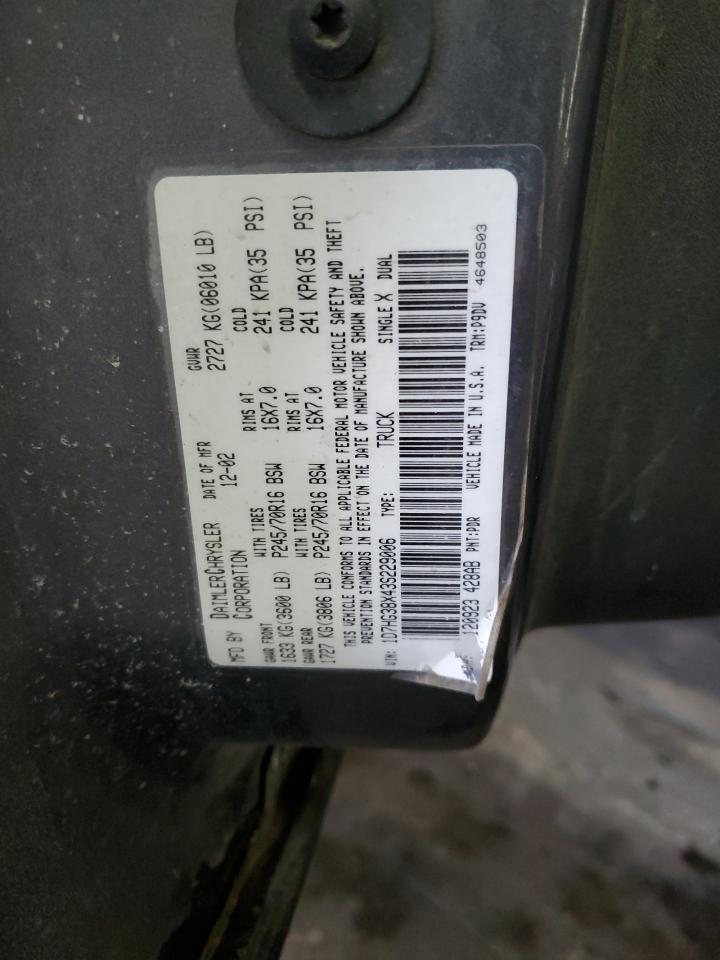 MFD BY DAIMLERCHRYSLER CORPORATION DATE OF MFR 12-02 GVWR 2727 KG(06010 LB)
GAWR FRONT WITH TIRES RIMS AT COLD
1633 KG(3600 LB) P245/70R16 BSW 16X7.0 241 KPA(35 PSI)
GAWR REAR WITH TIRES RIMS AT COLD
1727 KG(3806 LB) P245/70R16 BSW 16X7.0 241 KPA(35 PSI)
THIS VEHICLE CONFORMS TO ALL APPLICABLE FEDERAL MOTOR VEHICLE SAFETY AND THEFT
PREVENTION STANDARDS IN EFFECT ON THE DATE OF MANUFACTURE SHOWN ABOVE.
VIN: 1D7HG38X43S229006 TYPE: TRUCK SINGLE X DUAL
120923 428AB PNT:PDR VEHICLE MADE IN U.S.A. TRM:P9DV 4648503